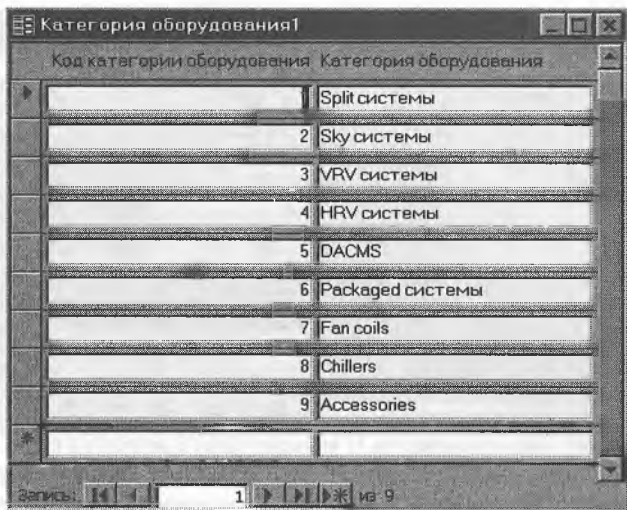 Категория оборудования1
Код категории оборудования Категория оборудования
1 Split системы
2 Sky системы
3 VRV системы
4 HRV системы
5 DACMS
6 Packaged системы
7 Fan coils
8 Chillers
9 Accessories
Запись: 1 из 9